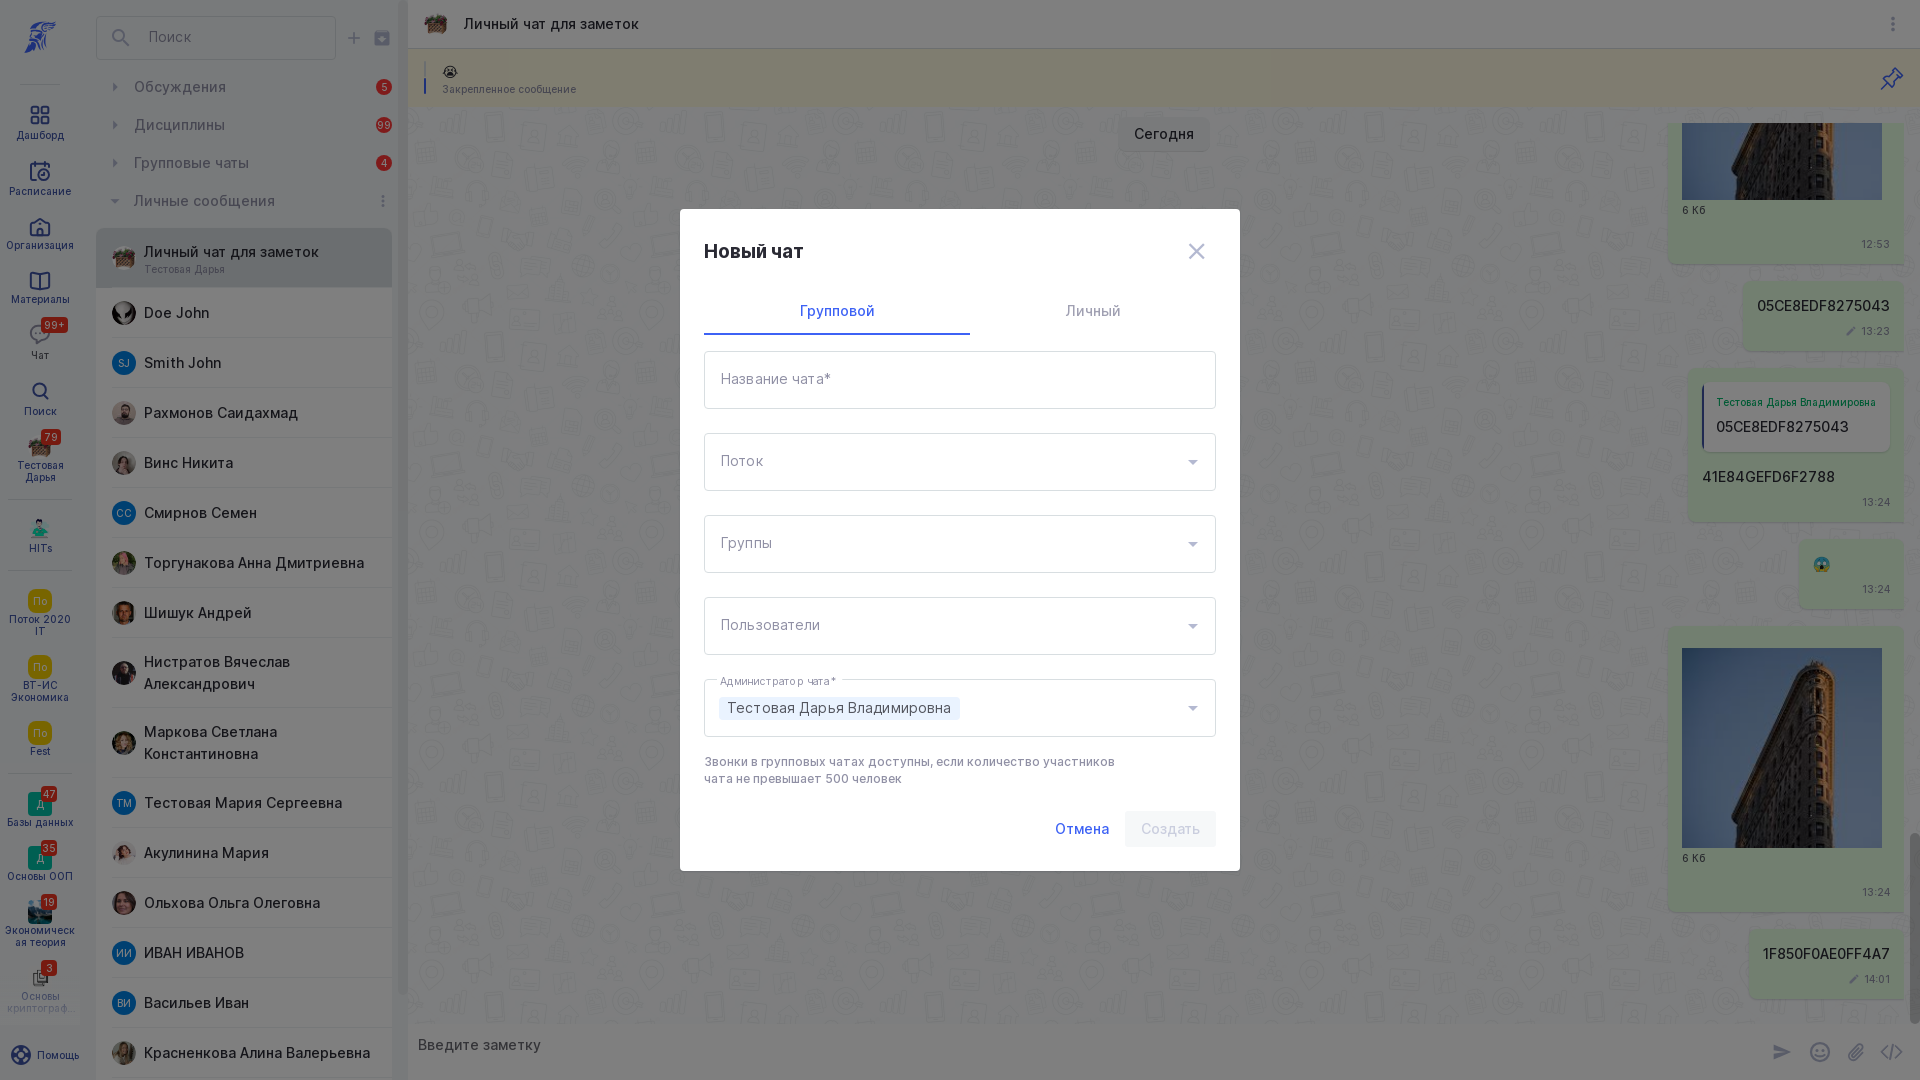 Дашборд
Расписание
Организация
Материалы
99+
Чат
Поиск
79
Тестовая
Дарья
HITs
По
Поток 2020
IT
По
ВТ-ИС
Экономика
По
Fest
47
Д
Базы данных
35
Д
Основы ООП
19
Экономическ
ая теория
3
Основы
криптограф...
Помощь
Поиск
Обсуждения 5
Дисциплины 99
Групповые чаты 4
Личные сообщения
Личный чат для заметок
Тестовая Дарья
Doe John
SJ Smith John
Рахмонов Саидахмад
Винс Никита
СС Смирнов Семен
Торгунакова Анна Дмитриевна
Шишук Андрей
Нистратов Вячеслав
Александрович
Маркова Светлана
Константиновна
ТМ Тестовая Мария Сергеевна
Акулинина Мария
Ольхова Ольга Олеговна
ИИ ИВАН ИВАНОВ
ВИ Васильев Иван
Красненкова Алина Валерьевна
Личный чат для заметок
😭
Закрепленное сообщение
Сегодня
6 Кб
12:53
05CE8EDF8275043
13:23
Тестовая Дарья Владимировна
05CE8EDF8275043
41E84GEFD6F2788
13:24
😱
13:24
6 Кб
13:24
1F850F0AE0FF4A7
14:01
Введите заметку
Новый чат
Групповой Личный
Название чата*
Поток
Группы
Пользователи
Администратор чата*
Тестовая Дарья Владимировна
Звонки в групповых чатах доступны, если количество участников
чата не превышает 500 человек
Отмена Создать